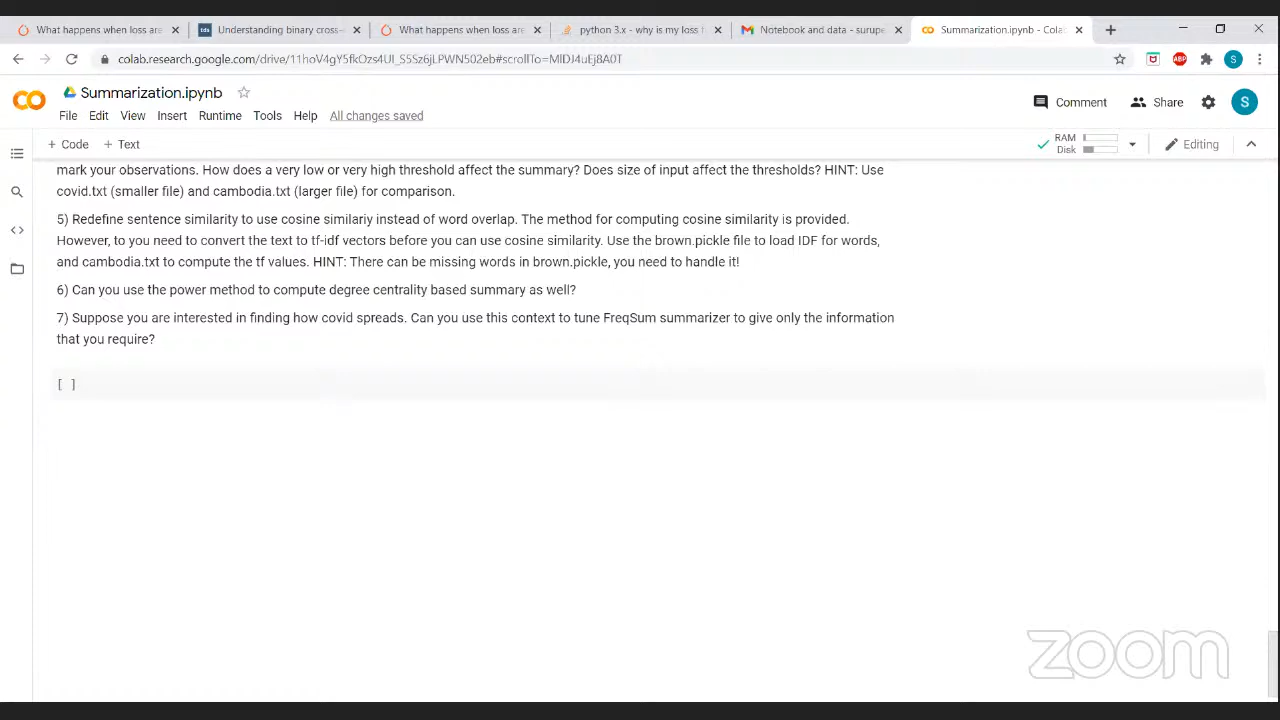 What happens when loss are
Understanding binary cross-
What happens when loss are
python 3.x - why is my loss f
Notebook and data - surupe
Summarization.ipynb - Colab
colab.research.google.com/drive/11hoV4gY5fkOzs4UI_SSSz6jLPWN502Bb#scrollTo=MlDJ4uEj8A0T
Summarization.ipynb
Comment
Share
S
File Edit View Insert Runtime Tools Help All changes saved
+ Code + Text
RAM
Disk
Editing
mark your observations. How does a very low or very high threshold affect the summary? Does size of input affect the thresholds? HINT: Use
covid.txt (smaller file) and cambodia.txt (larger file) for comparison.
5) Redefine sentence similarity to use cosine similariy instead of word overlap. The method for computing cosine similarity is provided.
However, to you need to convert the text to tf-idf vectors before you can use cosine similarity. Use the brown.pickle file to load IDF for words,
and cambodia.txt to compute the tf values. HINT: There can be missing words in brown.pickle, you need to handle it!
6) Can you use the power method to compute degree centrality based summary as well?
7) Suppose you are interested in finding how covid spreads. Can you use this context to tune FreqSum summarizer to give only the information
that you require?
[ ]
zoom